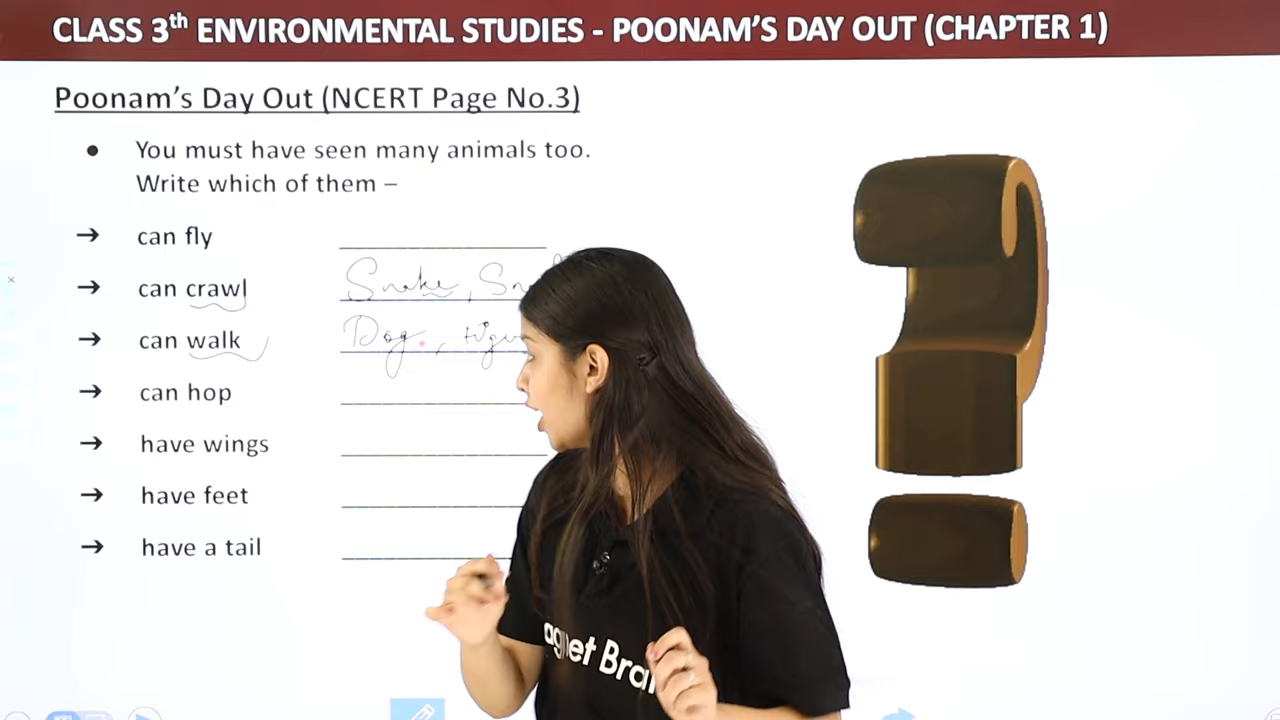 CLASS 3th ENVIRONMENTAL STUDIES - POONAM'S DAY OUT (CHAPTER 1)
Poonam's Day Out (NCERT Page No.3)
● You must have seen many animals too.
Write which of them –
→ can fly
→ can crawl Snake,
→ can walk Dog,
→ can hop
→ have wings
→ have feet
→ have a tail